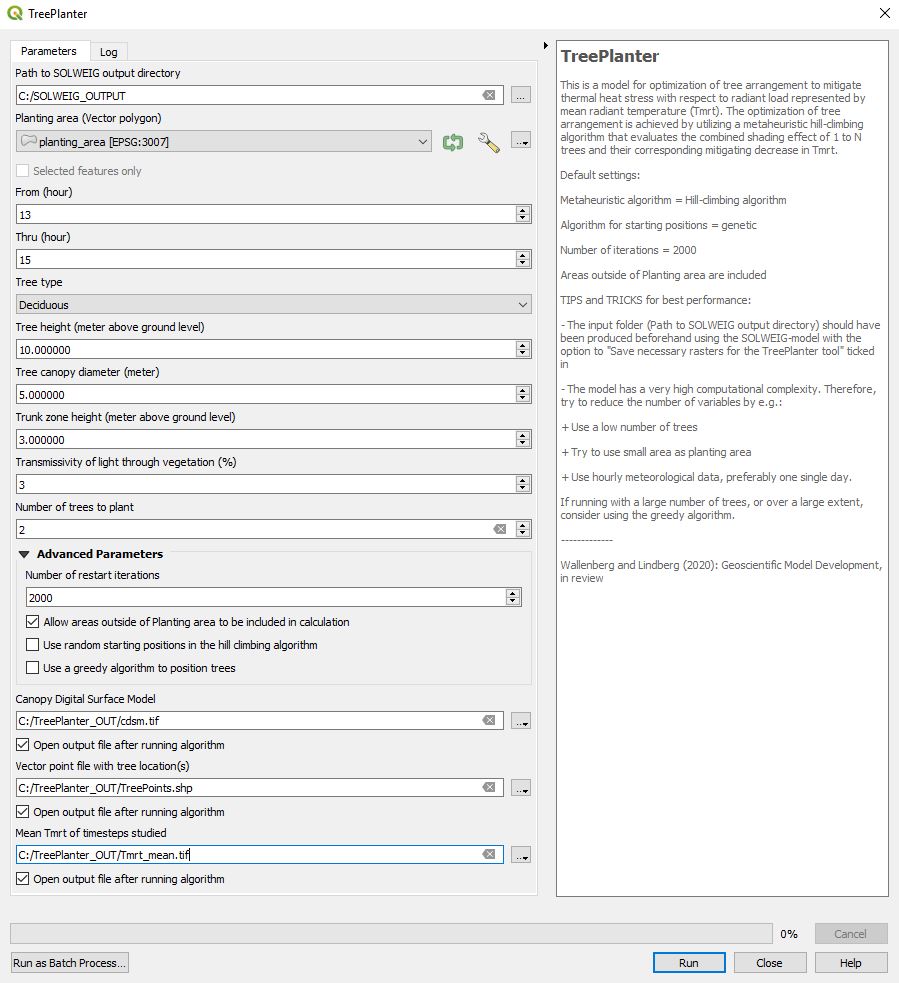 TreePlanter
Parameters
Log
Path to SOLWEIG output directory
C:/SOLWEIG_OUTPUT
...
Planting area (Vector polygon)
planting_area [EPSG:3007]
...
Selected features only
From (hour)
13
Thru (hour)
15
Tree type
Deciduous
Tree height (meter above ground level)
10.000000
Tree canopy diameter (meter)
5.000000
Trunk zone height (meter above ground level)
3.000000
Transmissivity of light through vegetation (%)
3
Number of trees to plant
2
Advanced Parameters
Number of restart iterations
2000
Allow areas outside of Planting area to be included in calculation
Use random starting positions in the hill climbing algorithm
Use a greedy algorithm to position trees
Canopy Digital Surface Model
C:/TreePlanter_OUT/cdsm.tif
...
Open output file after running algorithm
Vector point file with tree location(s)
C:/TreePlanter_OUT/TreePoints.shp
...
Open output file after running algorithm
Mean Tmrt of timesteps studied
C:/TreePlanter_OUT/Tmrt_mean.tif
...
Open output file after running algorithm
TreePlanter
This is a model for optimization of tree arrangement to mitigate
thermal heat stress with respect to radiant load represented by
mean radiant temperature (Tmrt). The optimization of tree
arrangement is achieved by utilizing a metaheuristic hill-climbing
algorithm that evaluates the combined shading effect of 1 to N
trees and their corresponding mitigating decrease in Tmrt.
Default settings:
Metaheuristic algorithm = Hill-climbing algorithm
Algorithm for starting positions = genetic
Number of iterations = 2000
Areas outside of Planting area are included
TIPS and TRICKS for best performance:
- The input folder (Path to SOLWEIG output directory) should have
been produced beforehand using the SOLWEIG-model with the
option to "Save necessary rasters for the TreePlanter tool" ticked
in
- The model has a very high computational complexity. Therefore,
try to reduce the number of variables by e.g.:
+ Use a low number of trees
+ Try to use small area as planting area
+ Use hourly meteorological data, preferably one single day.
If running with a large number of trees, or over a large extent,
consider using the greedy algorithm.
-------------
Wallenberg and Lindberg (2020): Geoscientific Model Development,
in review
0%
Cancel
Run as Batch Process...
Run
Close
Help